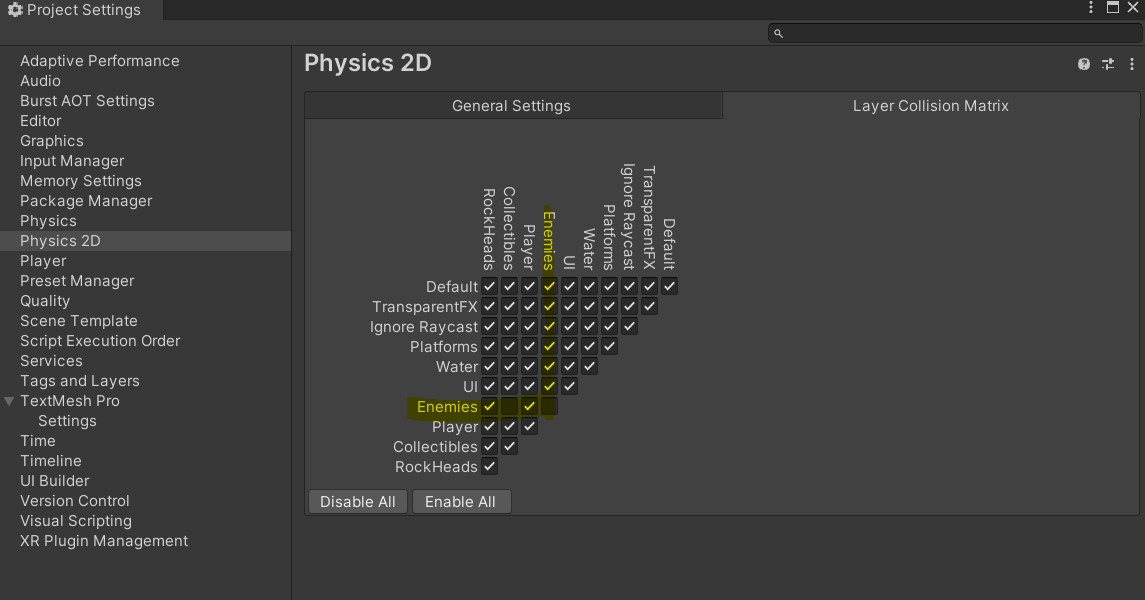 Project Settings
Adaptive Performance
Audio
Burst AOT Settings
Editor
Graphics
Input Manager
Memory Settings
Package Manager
Physics
Physics 2D
Player
Preset Manager
Quality
Scene Template
Script Execution Order
Services
Tags and Layers
TextMesh Pro
Settings
Time
Timeline
UI Builder
Version Control
Visual Scripting
XR Plugin Management
Physics 2D
General Settings
Layer Collision Matrix
RockHeads
Collectibles
Player
Enemies
UI
Water
Platforms
Ignore Raycast
TransparentFX
Default
Default
TransparentFX
Ignore Raycast
Platforms
Water
UI
Enemies
Player
Collectibles
RockHeads
Disable All
Enable All